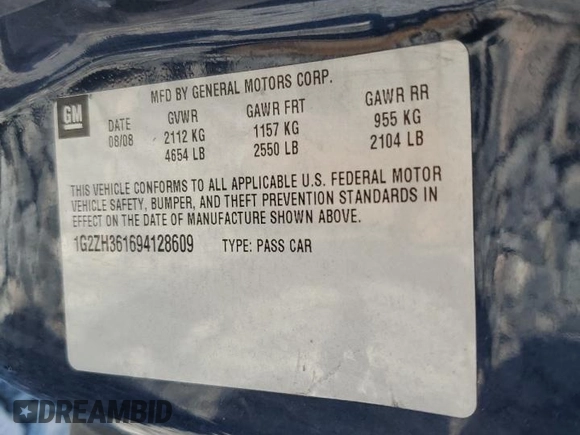 GM
MFD BY GENERAL MOTORS CORP.
DATE GVWR GAWR FRT GAWR RR
08/08 2112 KG 1157 KG 955 KG
4654 LB 2550 LB 2104 LB
THIS VEHICLE CONFORMS TO ALL APPLICABLE U.S. FEDERAL MOTOR
VEHICLE SAFETY, BUMPER, AND THEFT PREVENTION STANDARDS IN
EFFECT ON THE DATE OF MANUFACTURE SHOWN ABOVE.
1G2ZH361694128609 TYPE: PASS CAR
DREAMBID